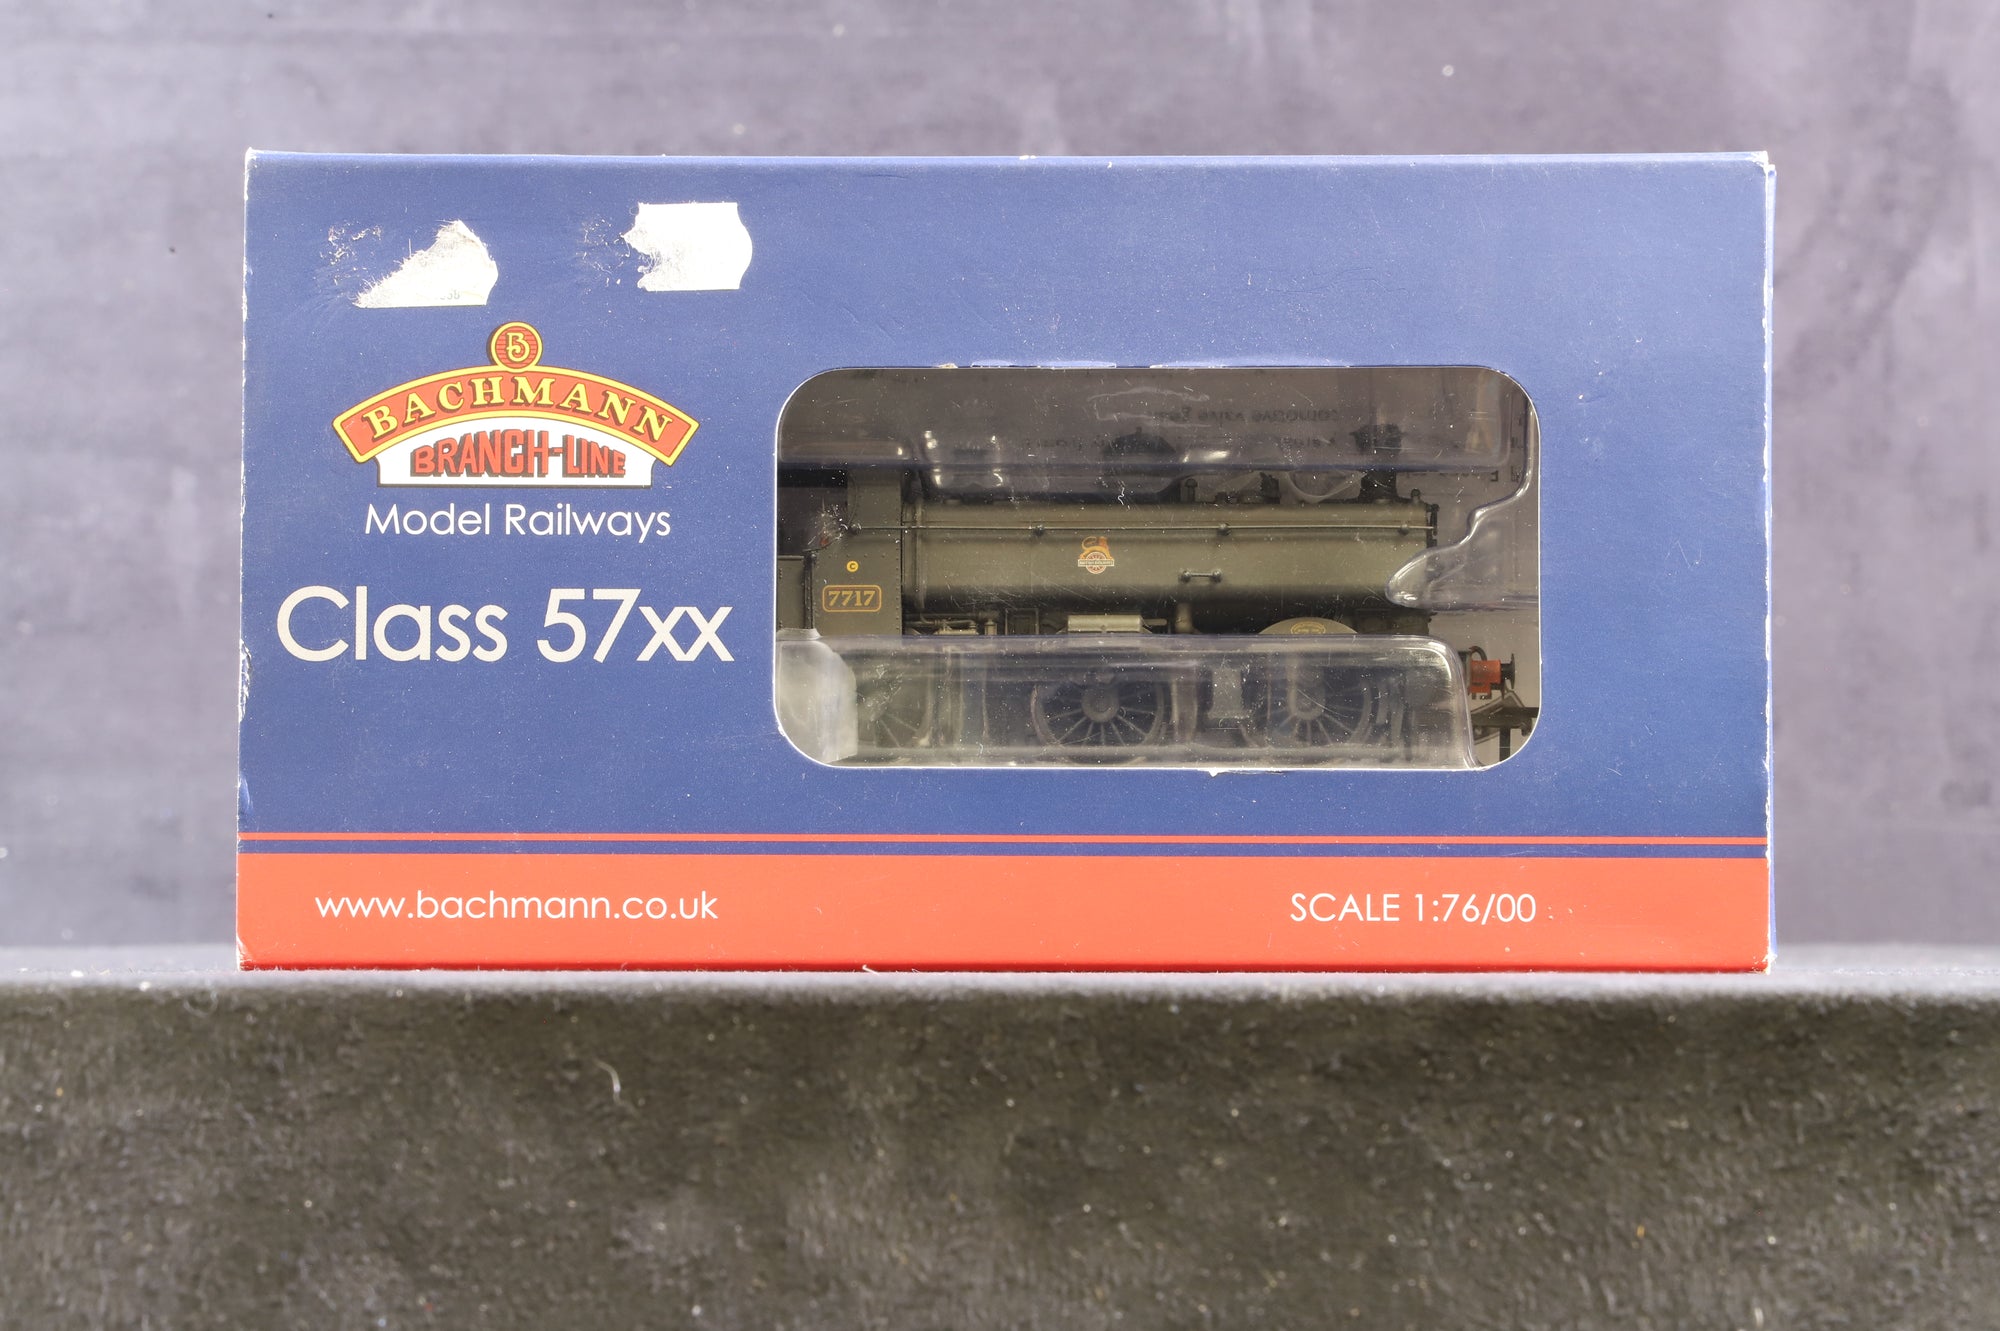 B
BACHMANN
BRANCH-LINE
Model Railways
Class 57xx
C
7717
www.bachmann.co.uk
SCALE 1:76/00